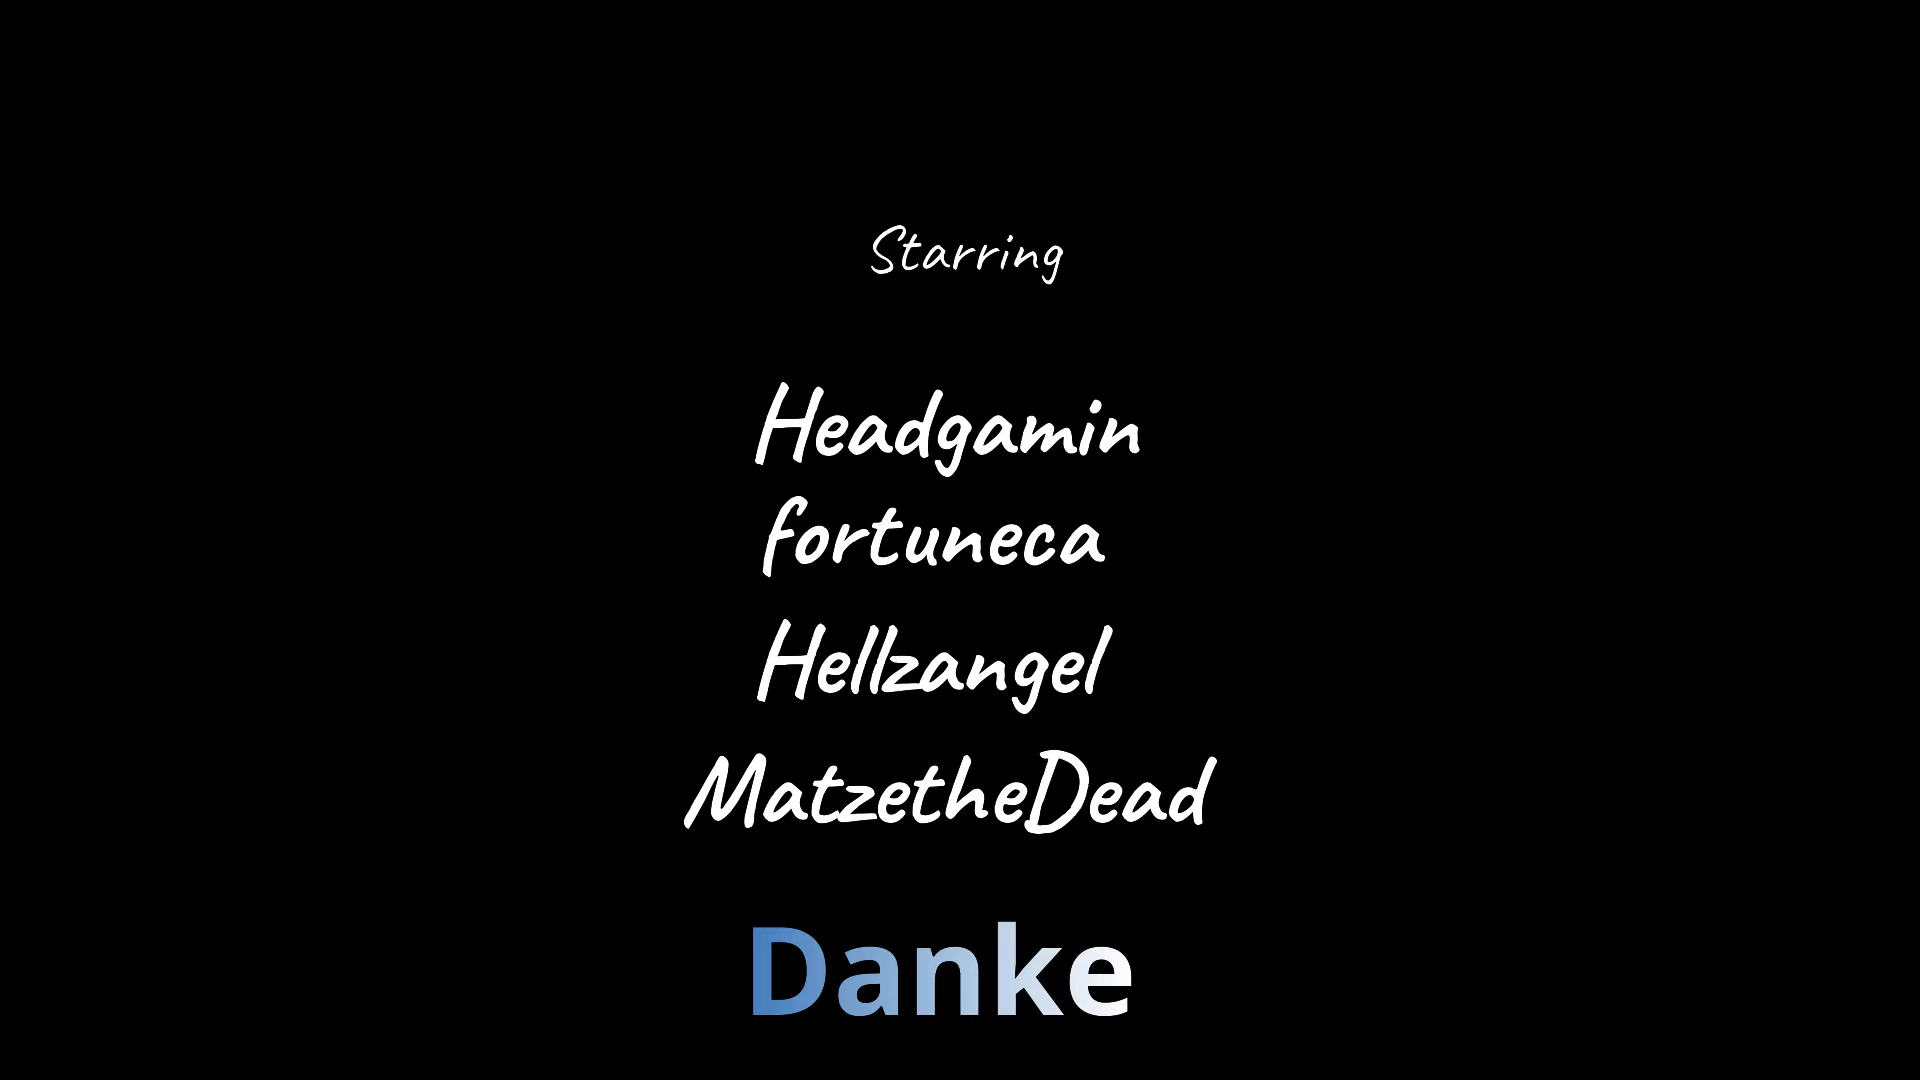 Starring
Headgamin
fortuneca
Hellzangel
MatzetheDead
Danke